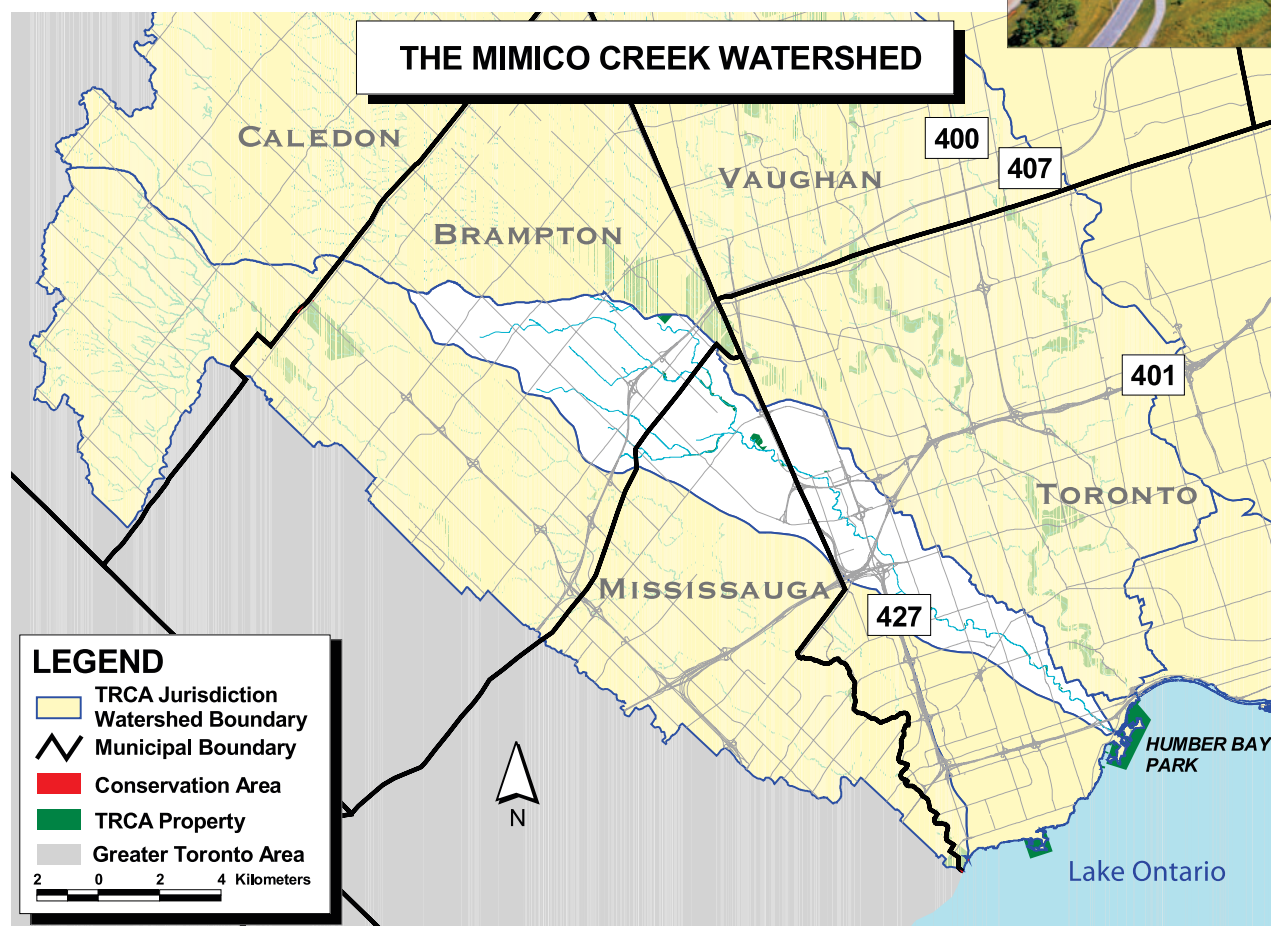 THE MIMICO CREEK WATERSHED
CALEDON
400
407
VAUGHAN
BRAMPTON
401
TORONTO
MISSISSAUGA
427
HUMBER BAY
PARK
Lake Ontario
N
LEGEND
TRCA Jurisdiction
Watershed Boundary
Municipal Boundary
Conservation Area
TRCA Property
Greater Toronto Area
2 0 2 4 Kilometers